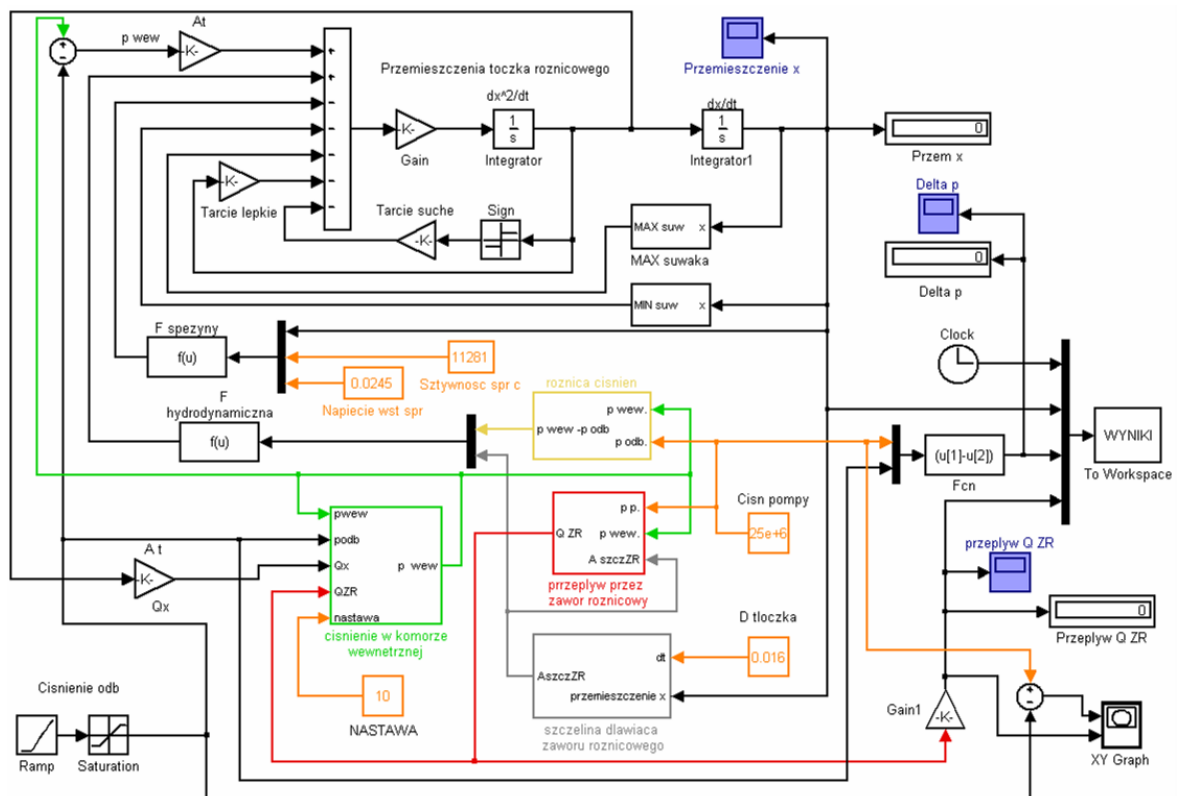 At
p wew
-K-
Przemieszczenia toczka roznicowego
dx^2/dt
-K-
Gain
1
s
Integrator
dx/dt
1
s
Integrator1
Przemieszczenie x
0
Przem x
Delta p
0
Delta p
-K-
Tarcie lepkie
Tarcie suche
-K-
Sign
MAX suw
x
MAX suwaka
MIN suw
x
F spezyny
f(u)
11281
Sztywnosc spr c
0.0245
Napiecie wst spr
F
hydrodynamiczna
f(u)
roznica cisnien
p wew.
p wew -p odb
p odb.
Clock
WYNIKI
To Workspace
(u[1]-u[2])
Fcn
Cisn pompy
25e+6
p p.
Q ZR
p wew.
A szczZR
prrzeplyw przez
zawor roznicowy
pwew
podb
Qx
QZR
nastawa
p wew
cisnienie w komorze
wewnetrznej
A t
-K-
Qx
przeplyw Q ZR
0
Przeplyw Q ZR
D tloczka
0.016
dt
AszczZR
przemieszczenie x
szczelina dlawiaca
zaworu roznicowego
10
NASTAWA
Cisnienie odb
Ramp
Saturation
Gain1
-K-
XY Graph